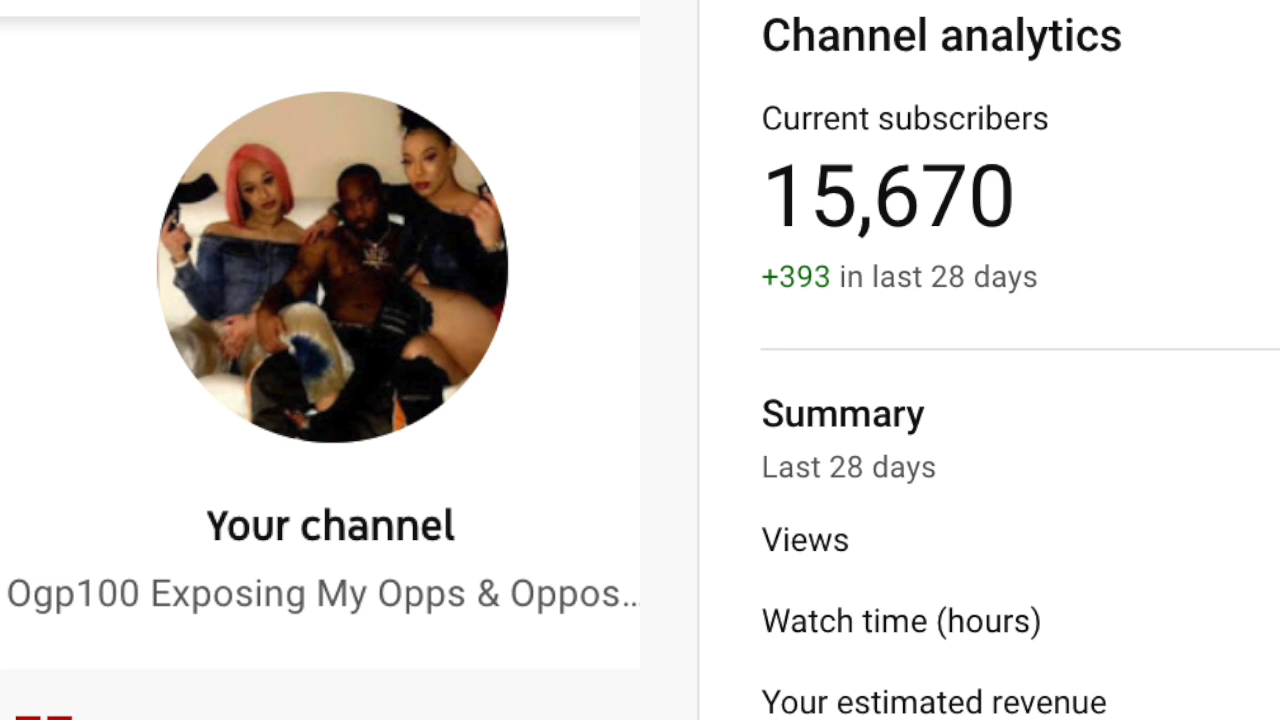 Your channel
Ogp100 Exposing My Opps & Oppos...
Channel analytics
Current subscribers
15,670
+393 in last 28 days
Summary
Last 28 days
Views
Watch time (hours)
Your estimated revenue